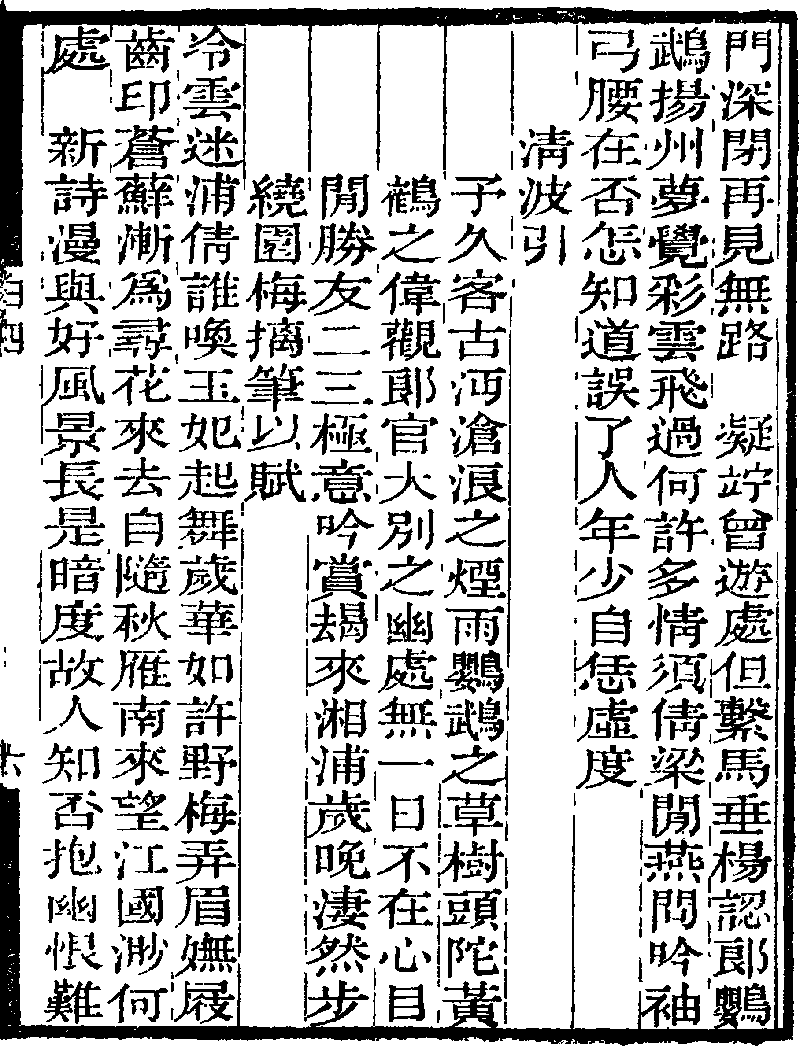 門深閉再見無路　凝竚曾遊處但繫馬垂楊認郎鸚
鵡揚州夢覺彩雲飛過何許多情須倩梁間燕問吟袖
弓腰在否怎知道誤了人年少自恁虛度
清波引
予久客古沔滄浪之煙雨鸚鵡之草樹頭陀黃
鶴之偉觀郎官大別之幽處無一日不在心目
間勝友二三極意吟賞朅來湘浦歲晚淒然步
繞園梅摛筆以賦
冷雲迷浦倩誰喚玉妃起舞歲華如許野梅弄眉嫵屐
齒印蒼蘚漸爲尋花來去自隨秋雁南來望江國渺何
處　新詩漫與好風景長是暗度故人知否抱幽恨難
四
六